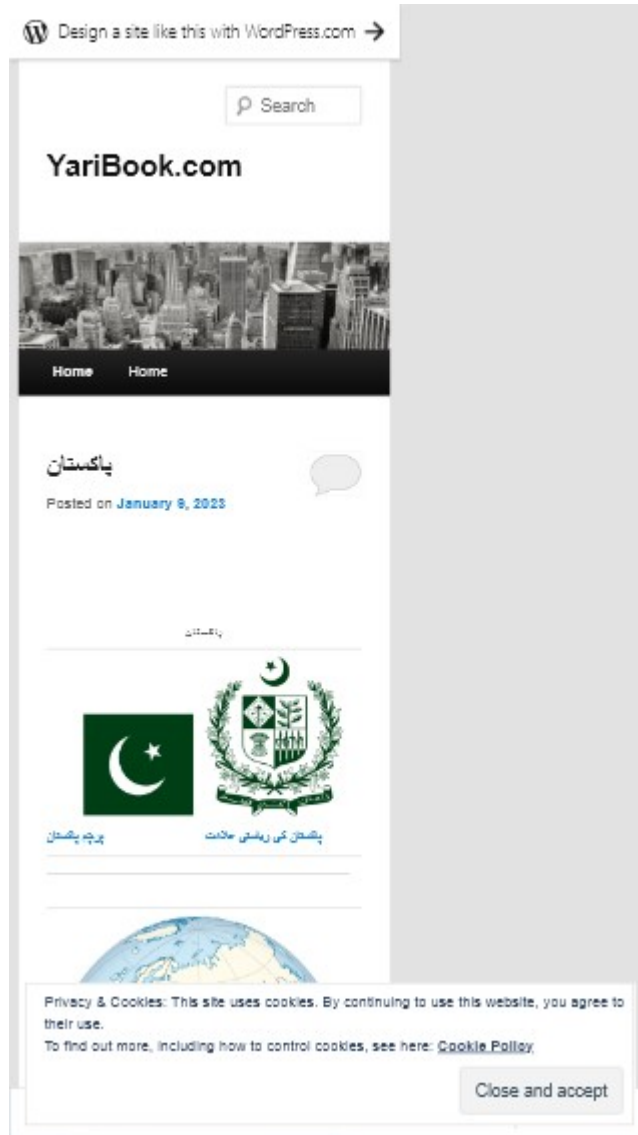 Design a site like this with WordPress.com
Search
YariBook.com
Home Home
پاکستان
Posted on January 9, 2023
پاکستان
پرچم پاکستان
پاکستان کی ریاستی علامت
Privacy & Cookies: This site uses cookies. By continuing to use this website, you agree to
their use.
To find out more, including how to control cookies, see here: Cookie Policy
Close and accept